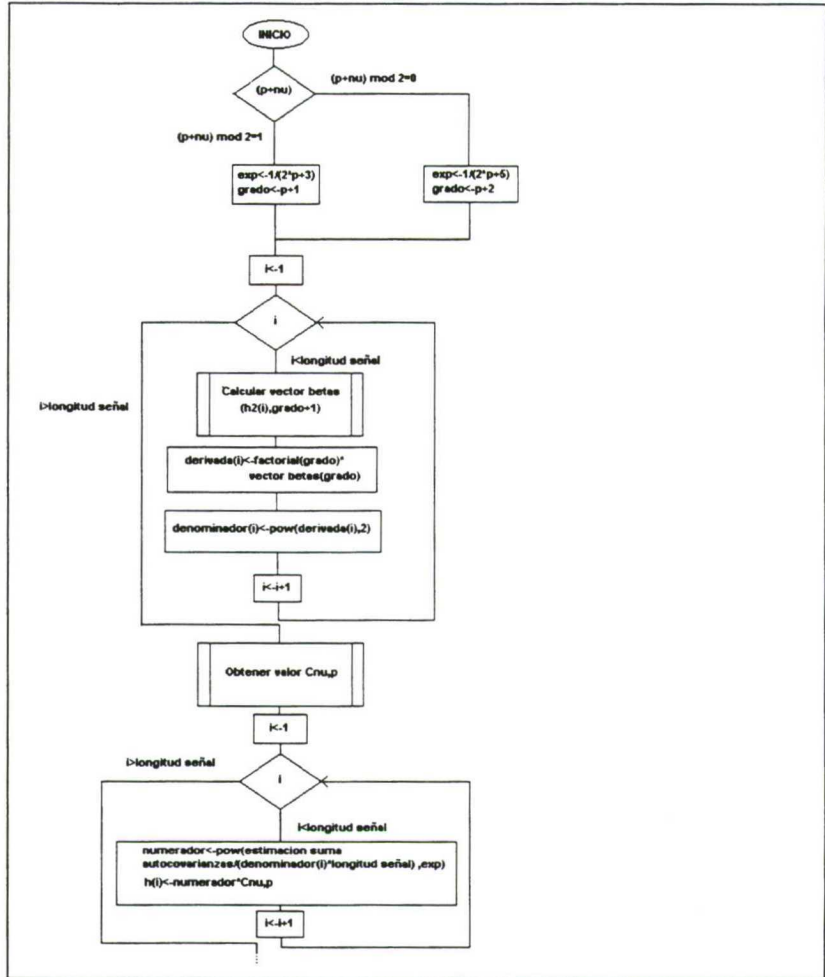 INICIO
(p+nu)
(p+nu) mod 2=0
(p+nu) mod 2=1
exp<-1/(2*p+3)
grado<-p+1
exp<-1/(2*p+5)
grado<-p+2
i<-1
i
i<longitud señal
i>longitud señal
Calcular vector betas
(h2(i),grado+1)
derivada(i)<-factorial(grado)*
vector betas(grado)
denominador(i)<-pow(derivada(i),2)
i<-i+1
Obtener valor Cnu,p
i<-1
i>longitud señal
i
i<longitud señal
numerador<-pow(estimacion suma
autocovarianzas/(denominador(i)*longitud señal) ,exp)
h(i)<-numerador*Cnu,p
i<-i+1